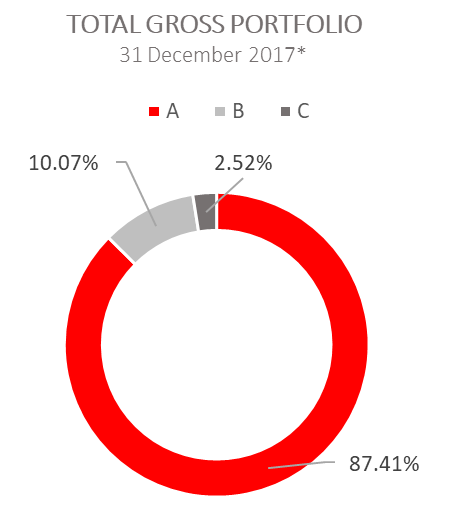 TOTAL GROSS PORTFOLIO
31 December 2017*
A B C
10.07% 2.52%
87.41%